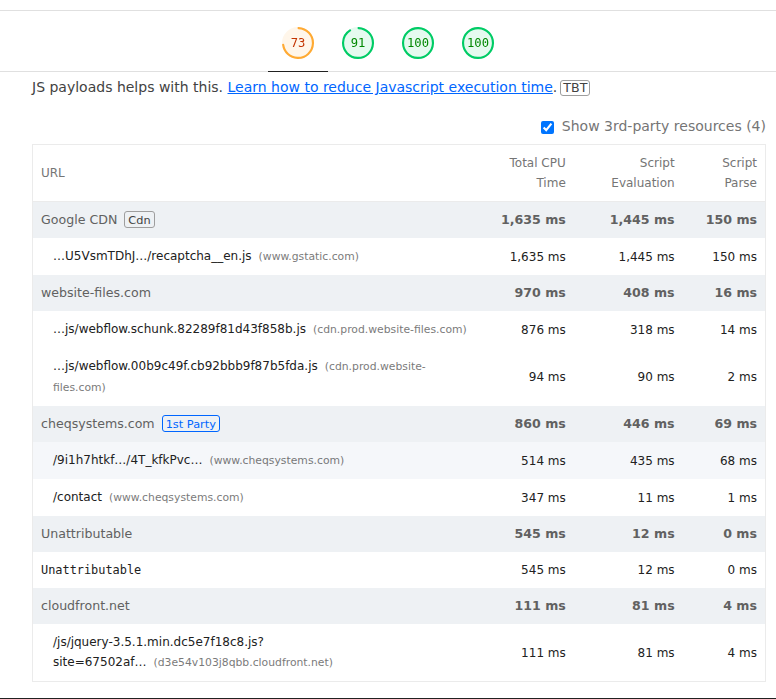 73 91 100 100
JS payloads helps with this. Learn how to reduce Javascript execution time. TBT
Show 3rd-party resources (4)
URL Total CPU Time Script Evaluation Script Parse
Google CDN Cdn 1,635 ms 1,445 ms 150 ms
…U5VsmTDhJ…/recaptcha__en.js (www.gstatic.com) 1,635 ms 1,445 ms 150 ms
website-files.com 970 ms 408 ms 16 ms
…js/webflow.schunk.82289f81d43f858b.js (cdn.prod.website-files.com) 876 ms 318 ms 14 ms
…js/webflow.00b9c49f.cb92bbb9f87b5fda.js (cdn.prod.website-
files.com) 94 ms 90 ms 2 ms
cheqsystems.com 1st Party 860 ms 446 ms 69 ms
/9i1h7htkf…/4T_kfkPvc… (www.cheqsystems.com) 514 ms 435 ms 68 ms
/contact (www.cheqsystems.com) 347 ms 11 ms 1 ms
Unattributable 545 ms 12 ms 0 ms
Unattributable 545 ms 12 ms 0 ms
cloudfront.net 111 ms 81 ms 4 ms
/js/jquery-3.5.1.min.dc5e7f18c8.js?
site=67502af… (d3e54v103j8qbb.cloudfront.net) 111 ms 81 ms 4 ms